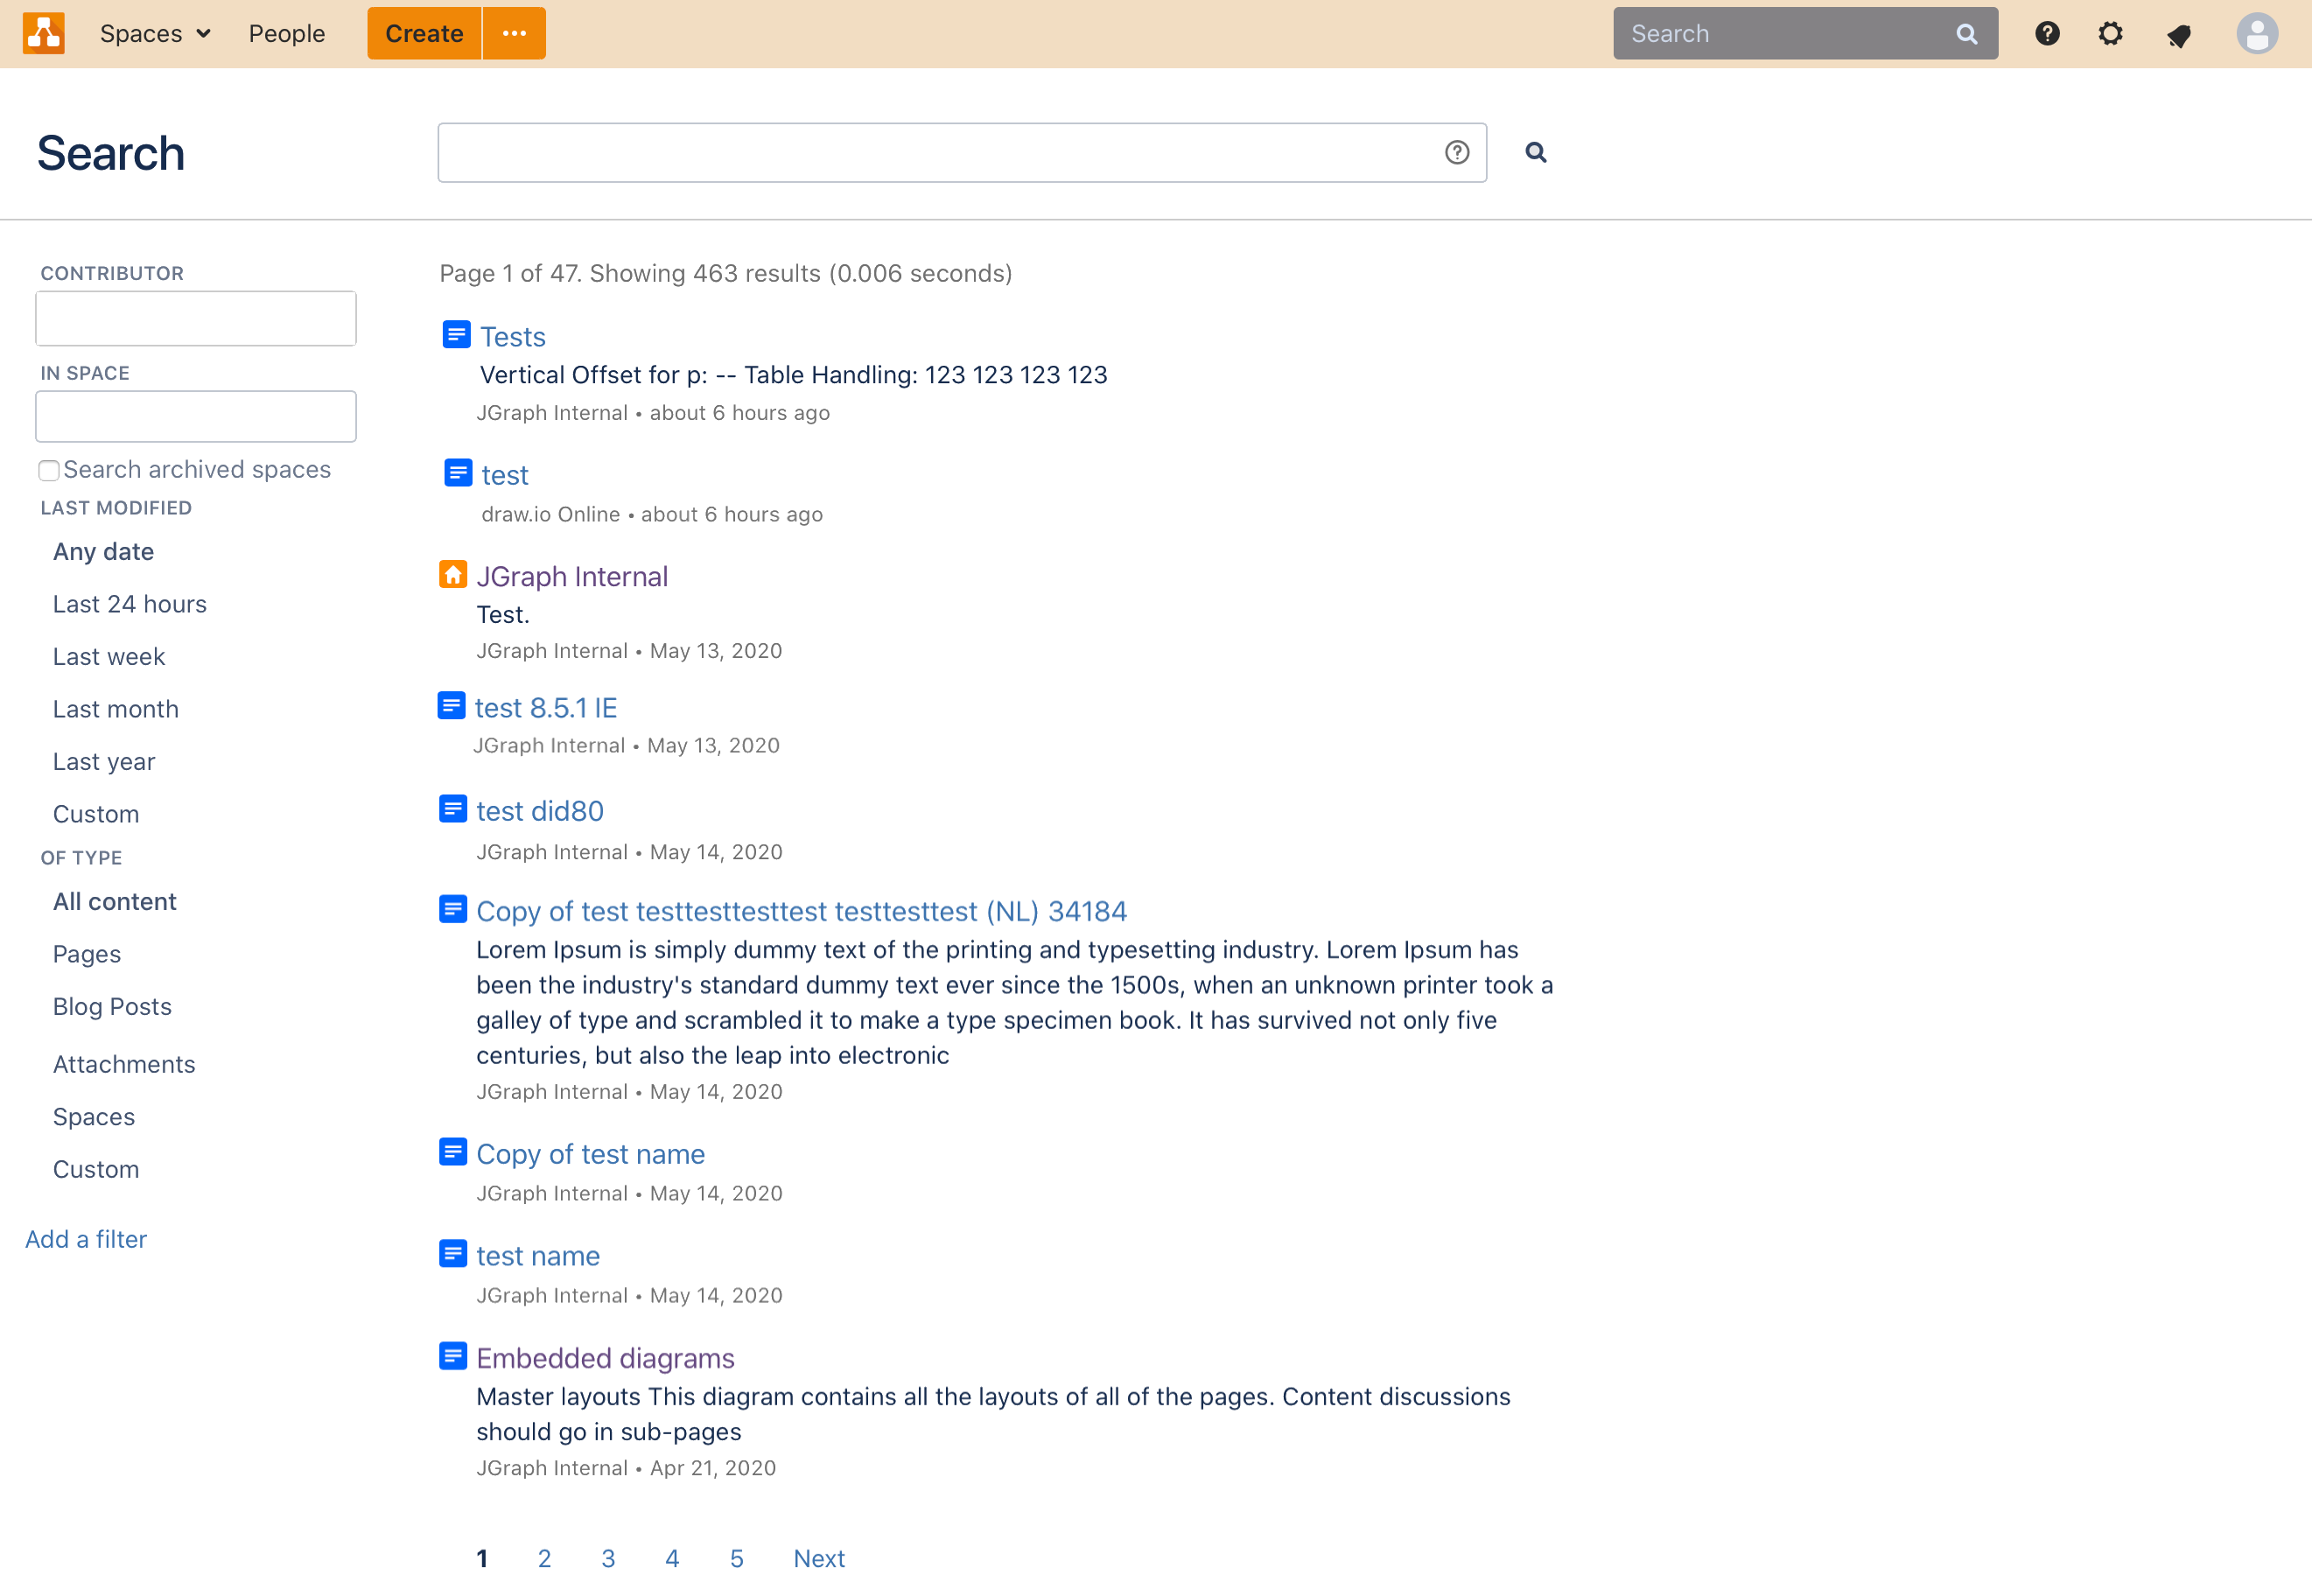 Spaces People Create ··· Search
Search
CONTRIBUTOR
IN SPACE
Search archived spaces
LAST MODIFIED
Any date
Last 24 hours
Last week
Last month
Last year
Custom
OF TYPE
All content
Pages
Blog Posts
Attachments
Spaces
Custom
Add a filter
Page 1 of 47. Showing 463 results (0.006 seconds)
Tests
Vertical Offset for p: -- Table Handling: 123 123 123 123
JGraph Internal • about 6 hours ago
test
draw.io Online • about 6 hours ago
JGraph Internal
Test.
JGraph Internal • May 13, 2020
test 8.5.1 IE
JGraph Internal • May 13, 2020
test did80
JGraph Internal • May 14, 2020
Copy of test testtesttesttest testtesttest (NL) 34184
Lorem Ipsum is simply dummy text of the printing and typesetting industry. Lorem Ipsum has
been the industry's standard dummy text ever since the 1500s, when an unknown printer took a
galley of type and scrambled it to make a type specimen book. It has survived not only five
centuries, but also the leap into electronic
JGraph Internal • May 14, 2020
Copy of test name
JGraph Internal • May 14, 2020
test name
JGraph Internal • May 14, 2020
Embedded diagrams
Master layouts This diagram contains all the layouts of all of the pages. Content discussions
should go in sub-pages
JGraph Internal • Apr 21, 2020
1 2 3 4 5 Next